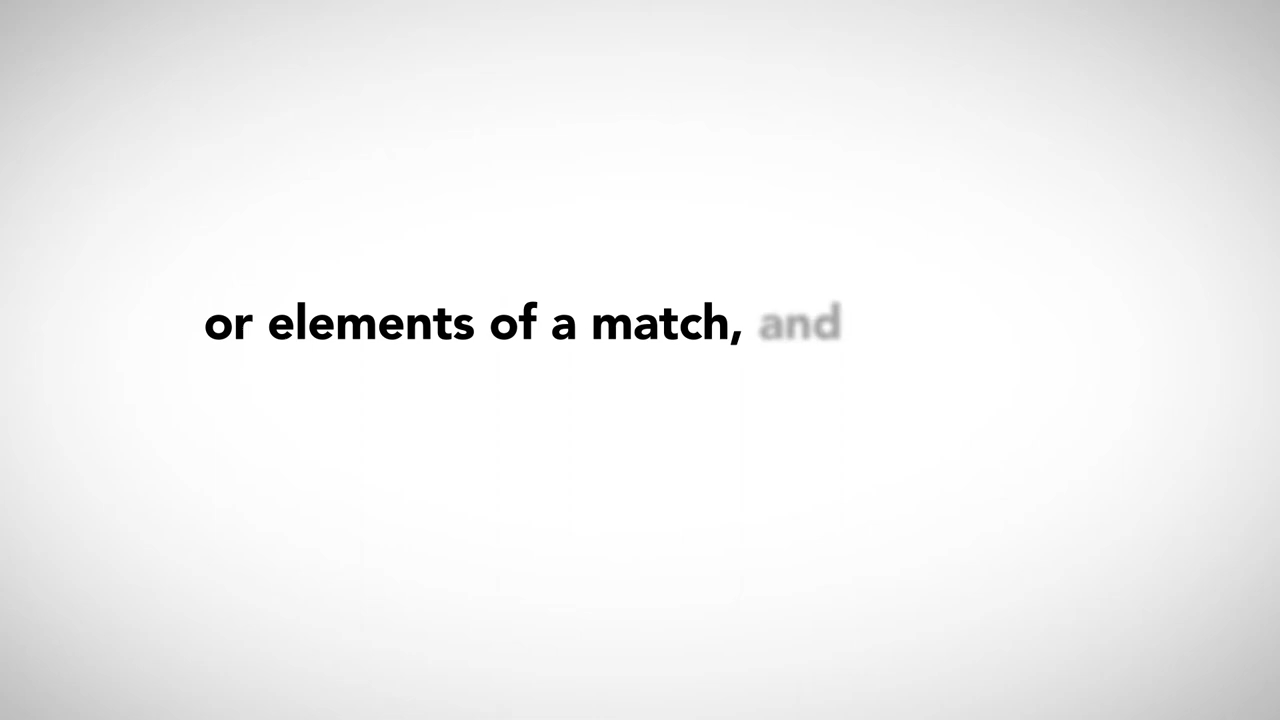 or elements of a match, and